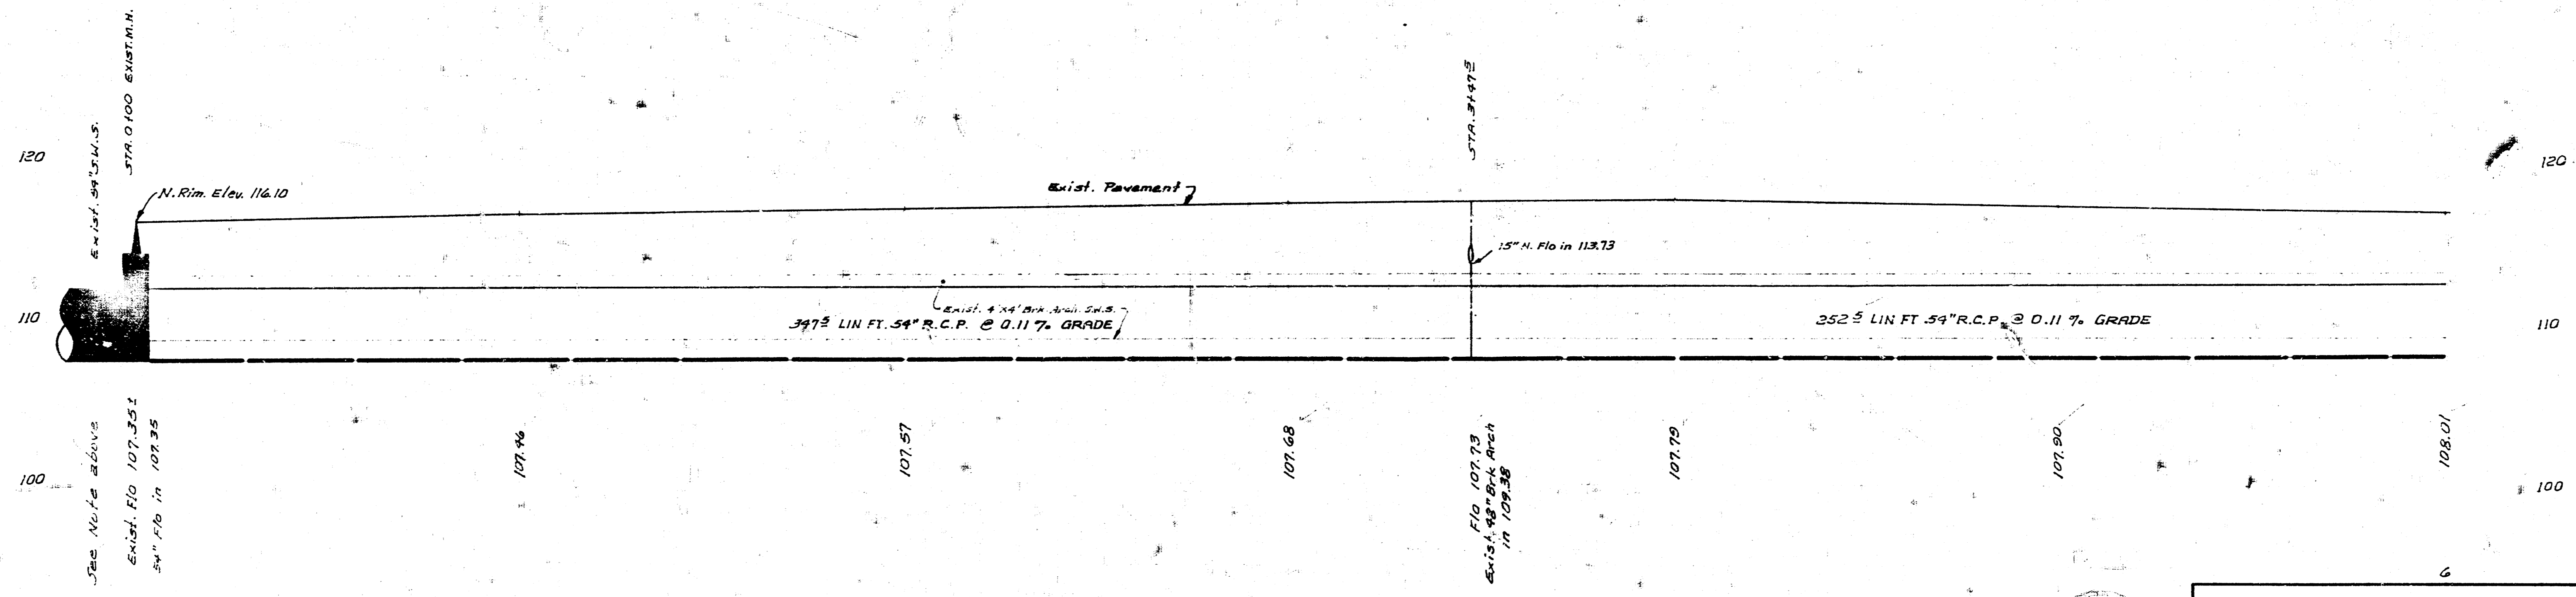 STA. 0+00 EXIST. M.H.
Exist. 54" S.W.S.
STA. 3+47⁵
120
120
N. Rim. Elev. 116.10
Exist. Pavement
15" N. Flo in 113.73
Exist. 4'x4' Brk Arch S.W.S.
110
347⁵ LIN FT. 54" R.C.P. @ 0.11 % GRADE
252⁵ LIN FT 54" R.C.P. @ 0.11 % GRADE
110
See Note above
Exist. Flo 107.35±
54" Flo in 107.35
107.46
107.57
107.68
Flo 107.73
Exist. 48" Brk Arch
in 109.38
107.79
107.90
108.01
100
100
6